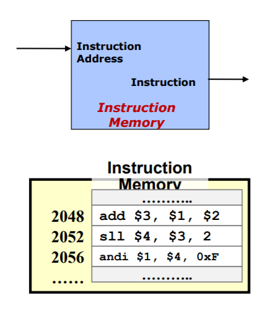 Instruction
Address
Instruction
Instruction
Memory
Instruction
Memory
...........
2048 add $3, $1, $2
2052 sll $4, $3, 2
2056 andi $1, $4, 0xF
...... ...........